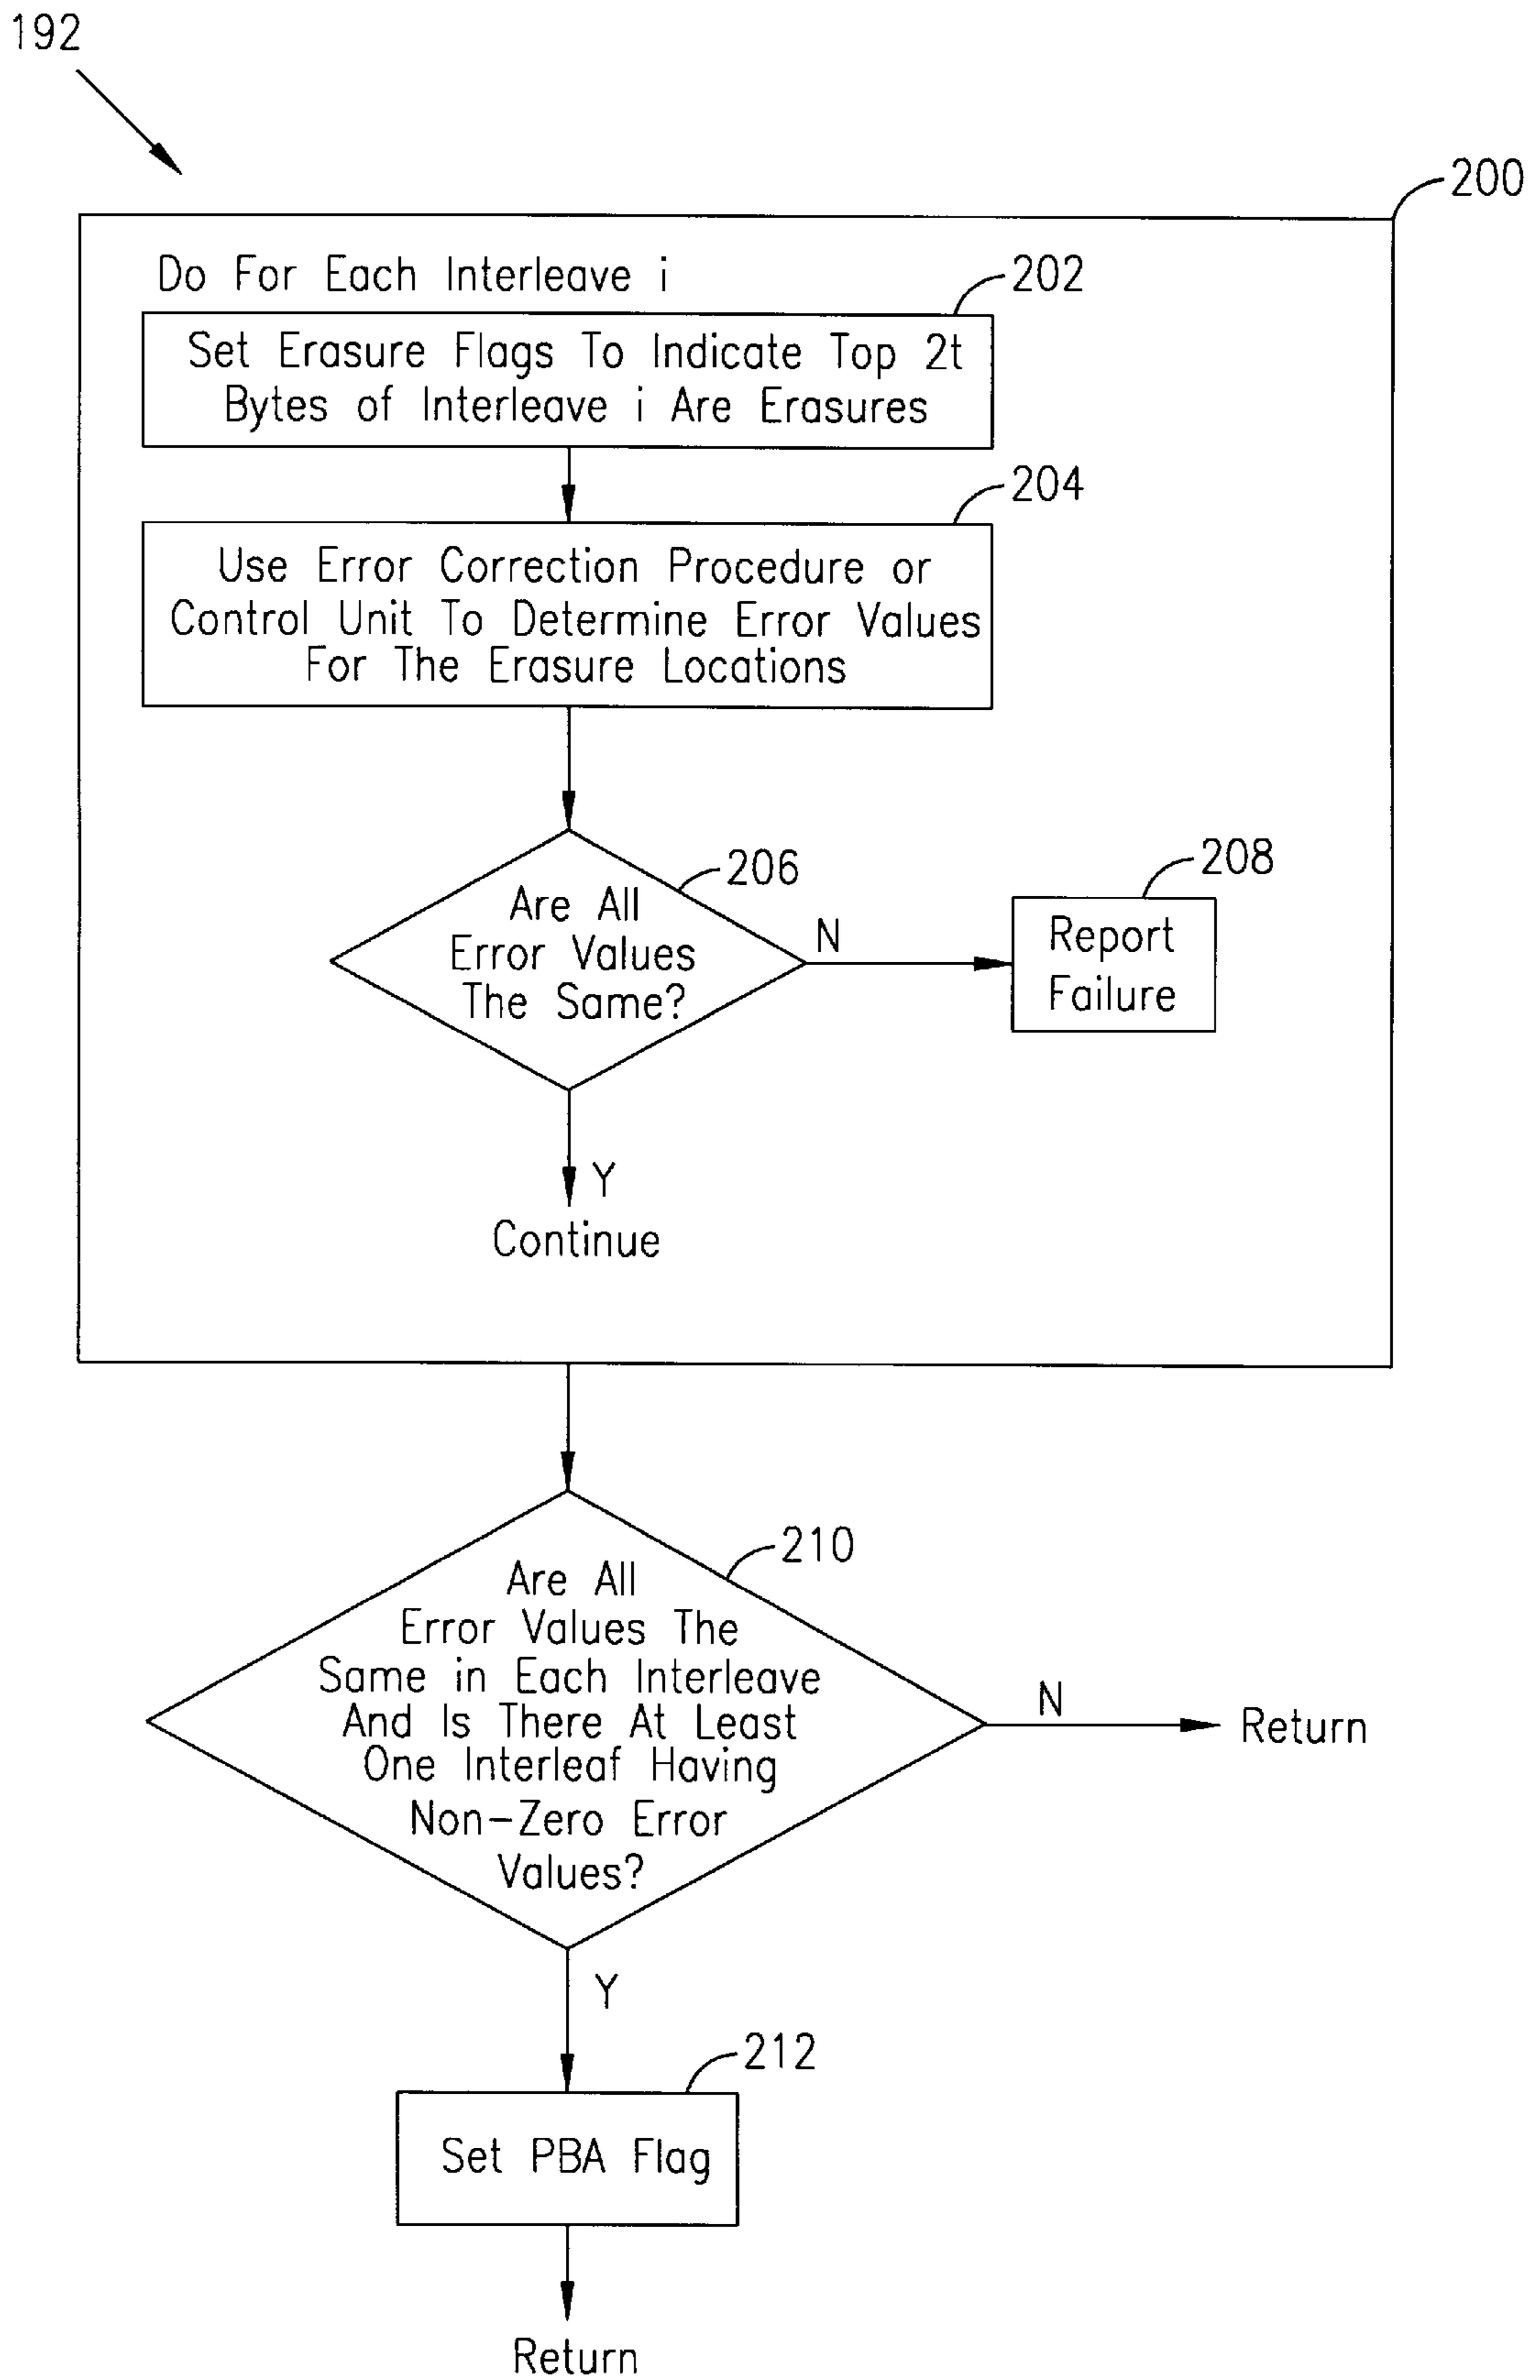 192
200
Do For Each Interleave i
202
Set Erasure Flags To Indicate Top 2t
Bytes of Interleave i Are Erasures
204
Use Error Correction Procedure or
Control Unit To Determine Error Values
For The Erasure Locations
206
Are All
Error Values
The Same?
N
208
Report
Failure
Y
Continue
210
Are All
Error Values The
Same in Each Interleave
And Is There At Least
One Interleaf Having
Non-Zero Error
Values?
N
Return
Y
212
Set PBA Flag
Return